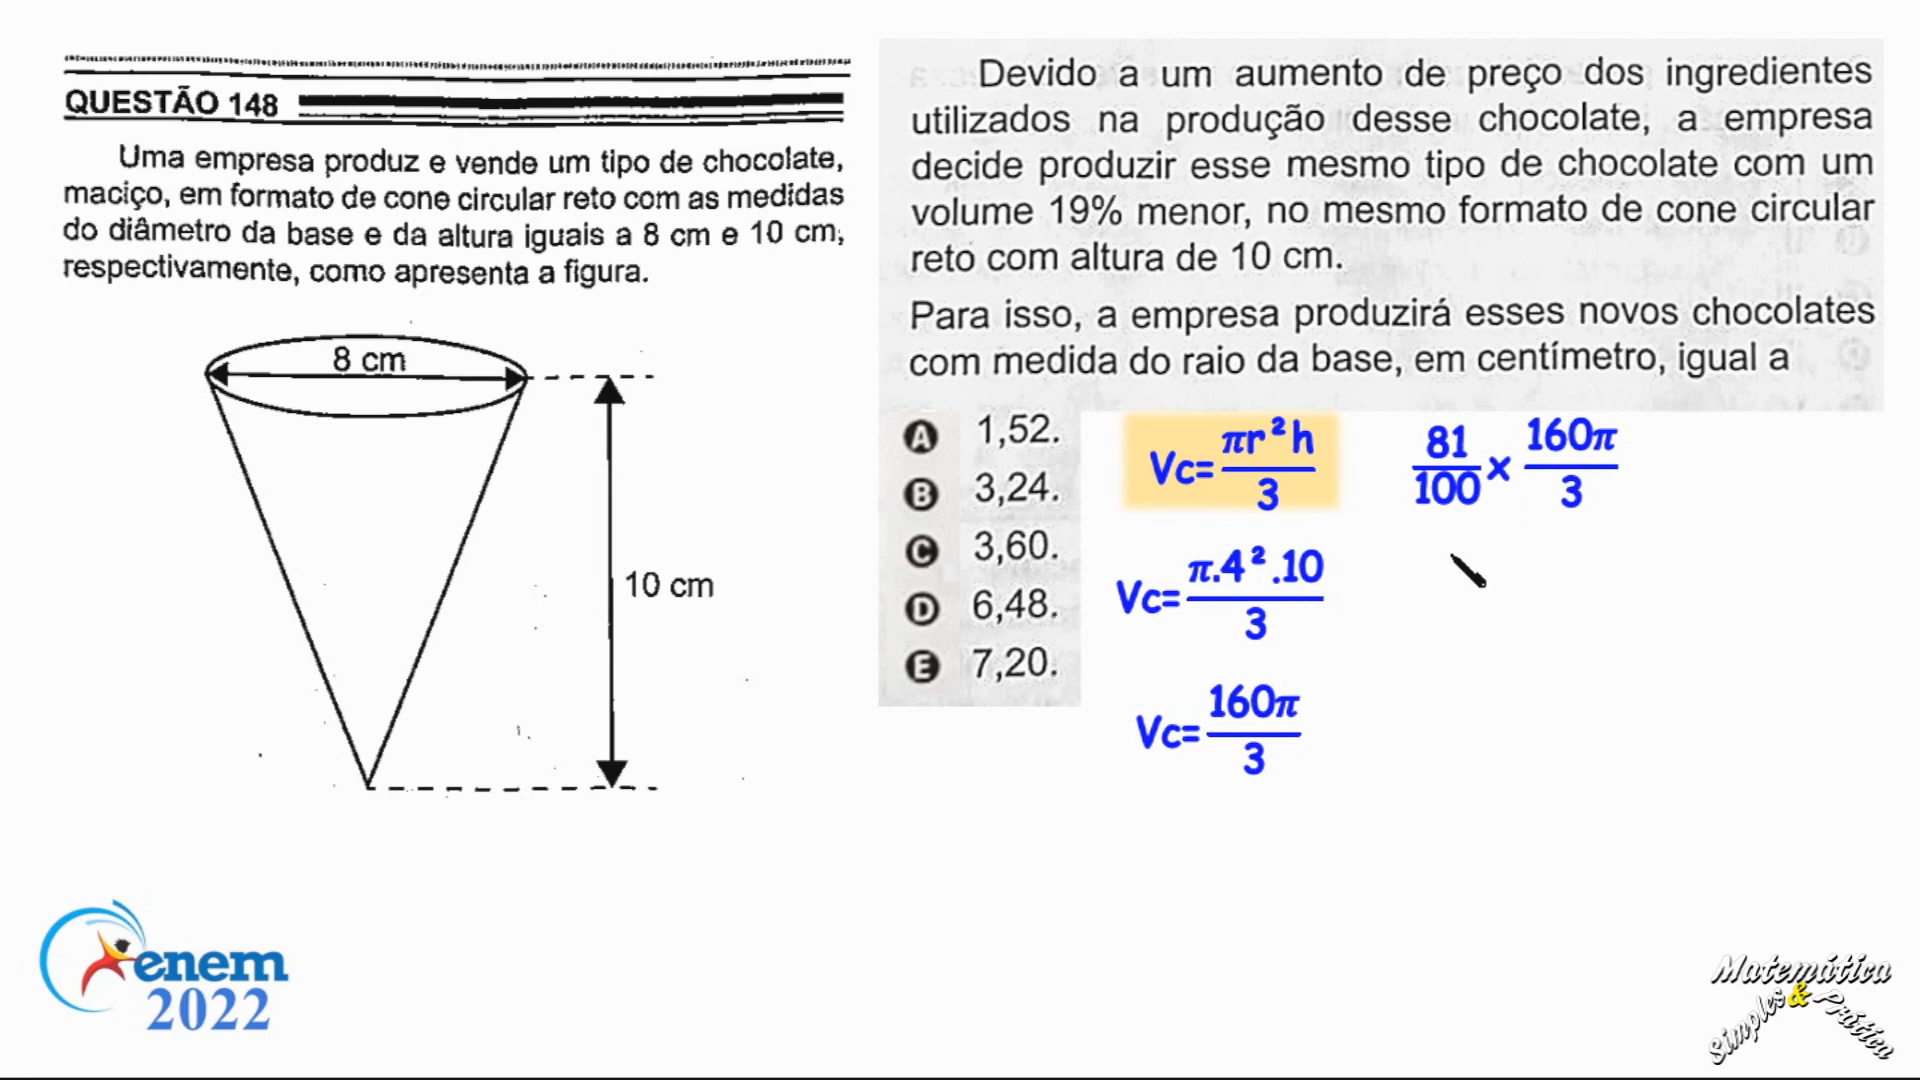 QUESTÃO 148
Uma empresa produz e vende um tipo de chocolate,
maciço, em formato de cone circular reto com as medidas
do diâmetro da base e da altura iguais a 8 cm e 10 cm,
respectivamente, como apresenta a figura.
8 cm
10 cm
Devido a um aumento de preço dos ingredientes
utilizados na produção desse chocolate, a empresa
decide produzir esse mesmo tipo de chocolate com um
volume 19% menor, no mesmo formato de cone circular
reto com altura de 10 cm.
Para isso, a empresa produzirá esses novos chocolates
com medida do raio da base, em centímetro, igual a
A 1,52.
B 3,24.
C 3,60.
D 6,48.
E 7,20.
Vc= πr²h / 3
Vc= π.4².10 / 3
Vc= 160π / 3
81/100 × 160π/3
enem
2022
Matemática
Simples & Prática